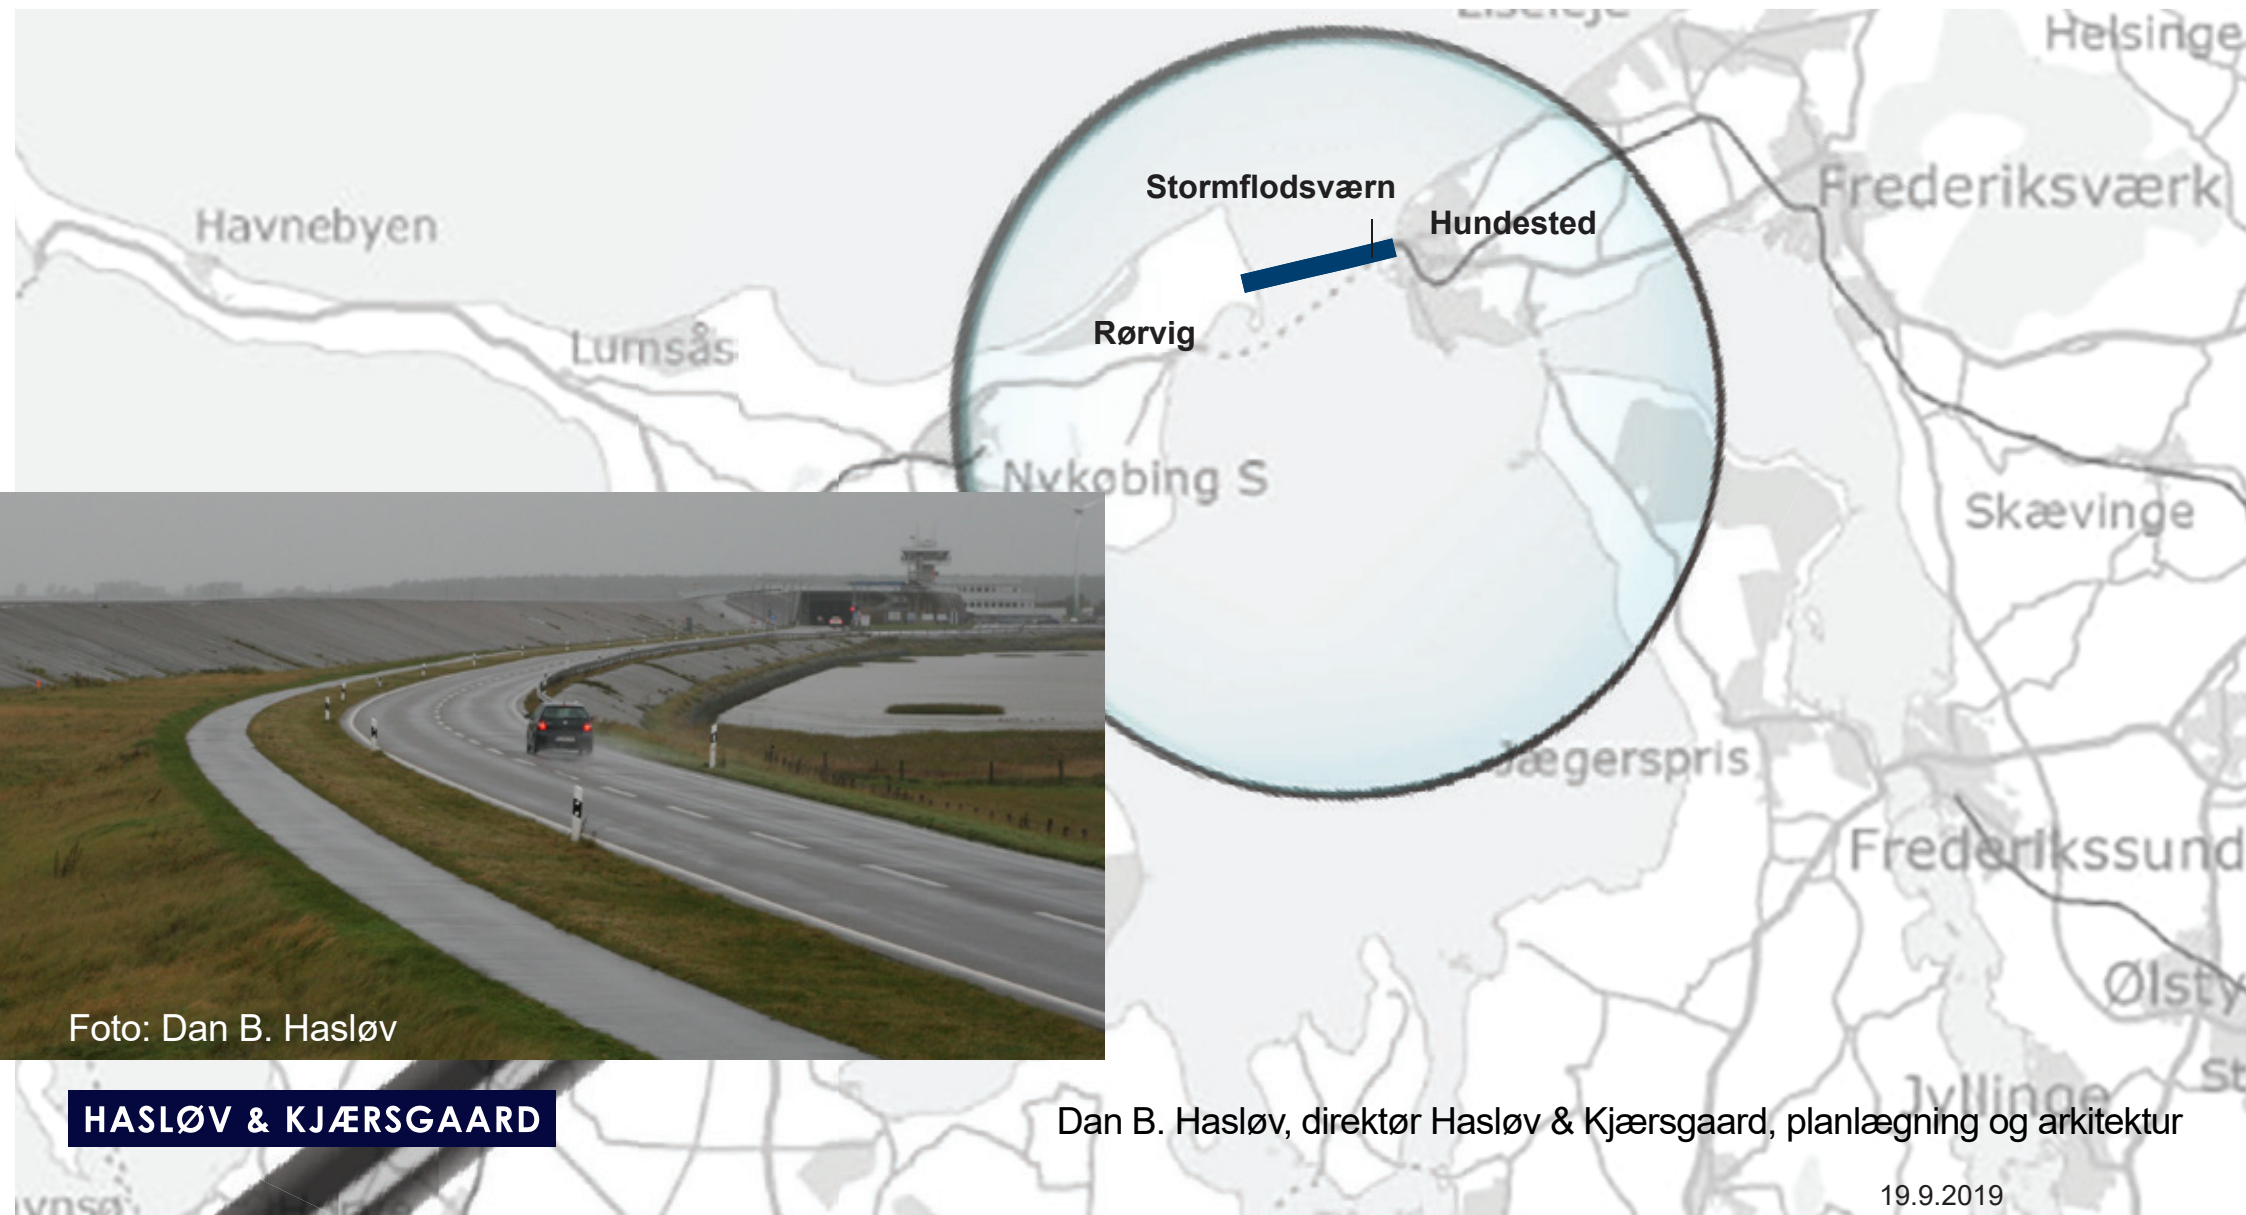 Helsinge
Frederiksværk
Stormflodsværn
Hundested
Havnebyen
Lumsås
Rørvig
Nykøbing S
Skævinge
Jægerspris
Frederikssund
Foto: Dan B. Hasløv
Jyllinge
HASLØV & KJÆRSGAARD
Dan B. Hasløv, direktør Hasløv & Kjærsgaard, planlægning og arkitektur
19.9.2019